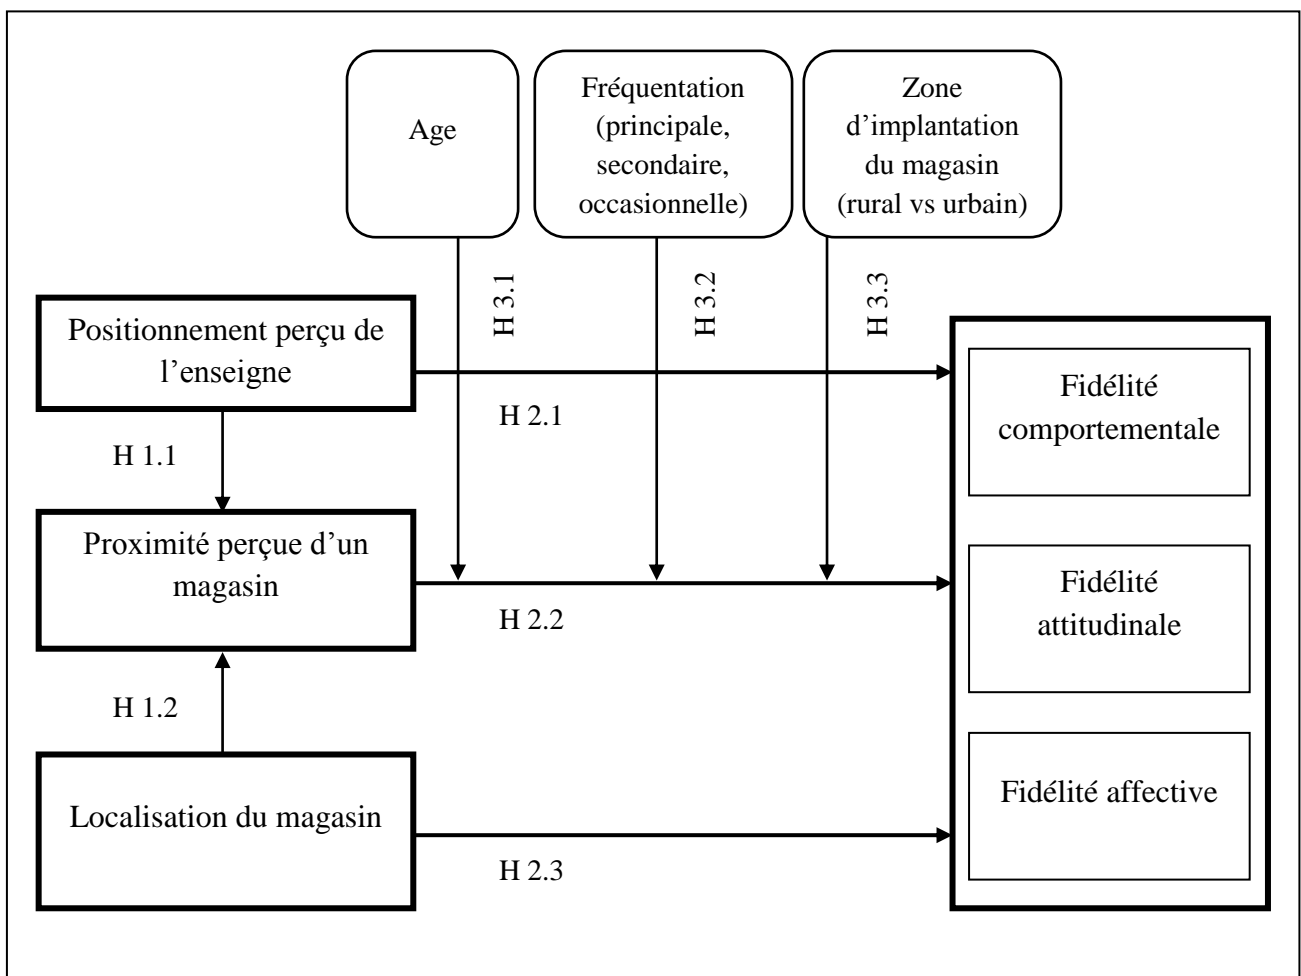 Age
Fréquentation
(principale,
secondaire,
occasionnelle)
Zone
d’implantation
du magasin
(rural vs urbain)
H 3.1
H 3.2
H 3.3
Positionnement perçu de
l’enseigne
H 2.1
H 1.1
Proximité perçue d’un
magasin
H 2.2
H 1.2
Localisation du magasin
H 2.3
Fidélité
comportementale
Fidélité
attitudinale
Fidélité affective